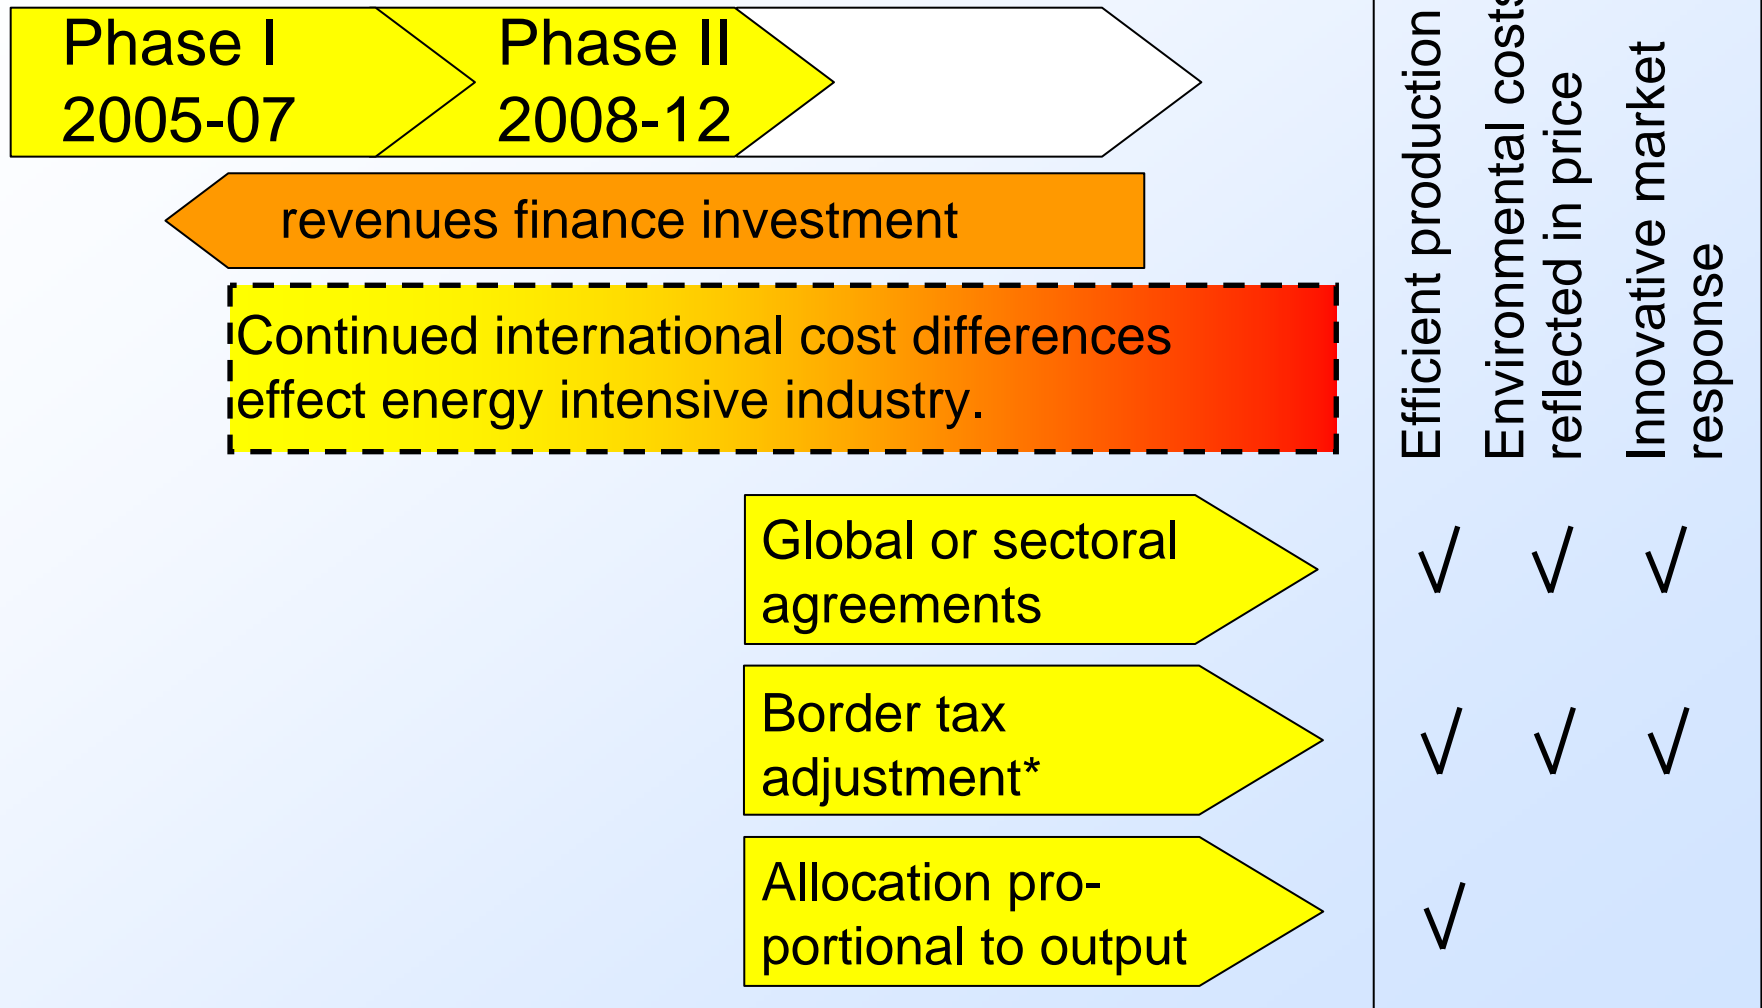 Phase I
2005-07
Phase II
2008-12
revenues finance investment
Continued international cost differences
effect energy intensive industry.
Global or sectoral
agreements
Border tax
adjustment*
Allocation pro-
portional to output
Efficient production
Environmental costs
reflected in price
Innovative market
response
√ √ √
√ √ √
√